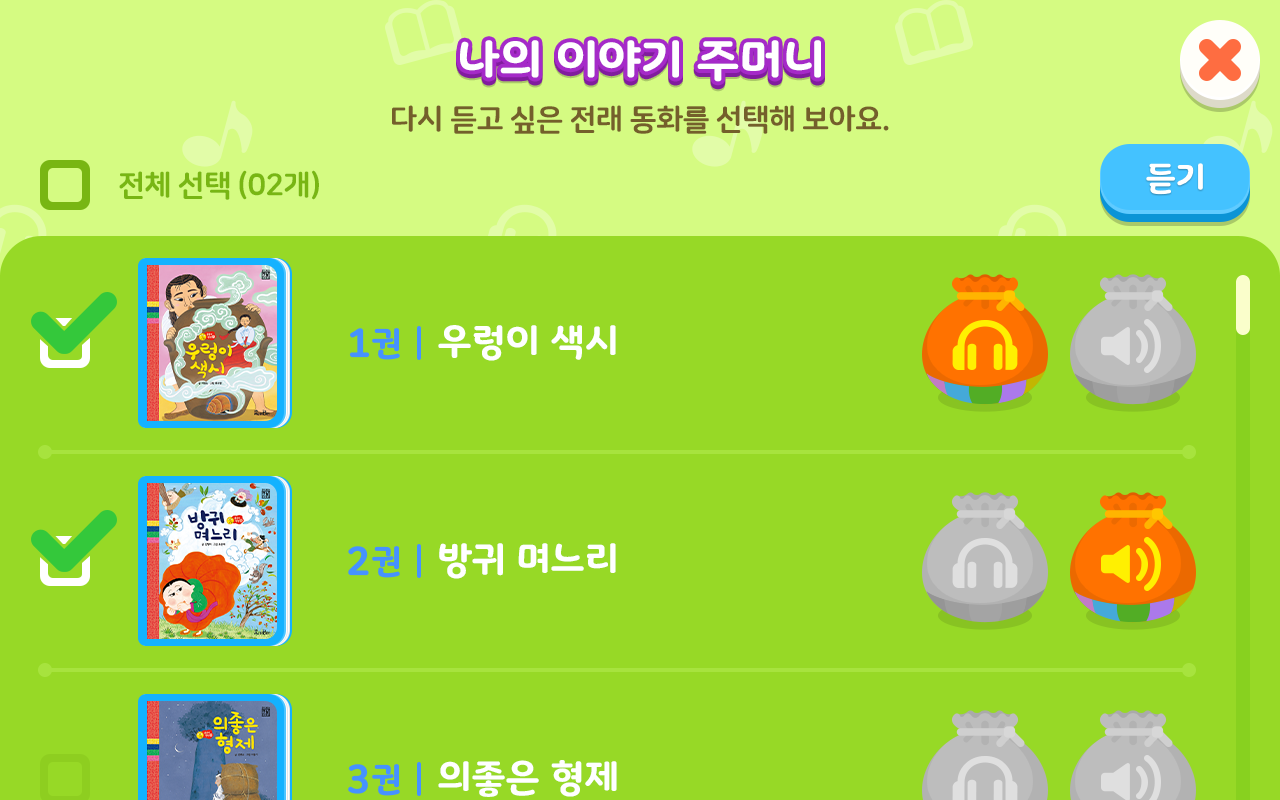 나의 이야기 주머니
다시 듣고 싶은 전래 동화를 선택해 보아요.
전체 선택 (02개)
듣기
우렁이
색시
1권 | 우렁이 색시
방귀
며느리
2권 | 방귀 며느리
의좋은
형제
3권 | 의좋은 형제